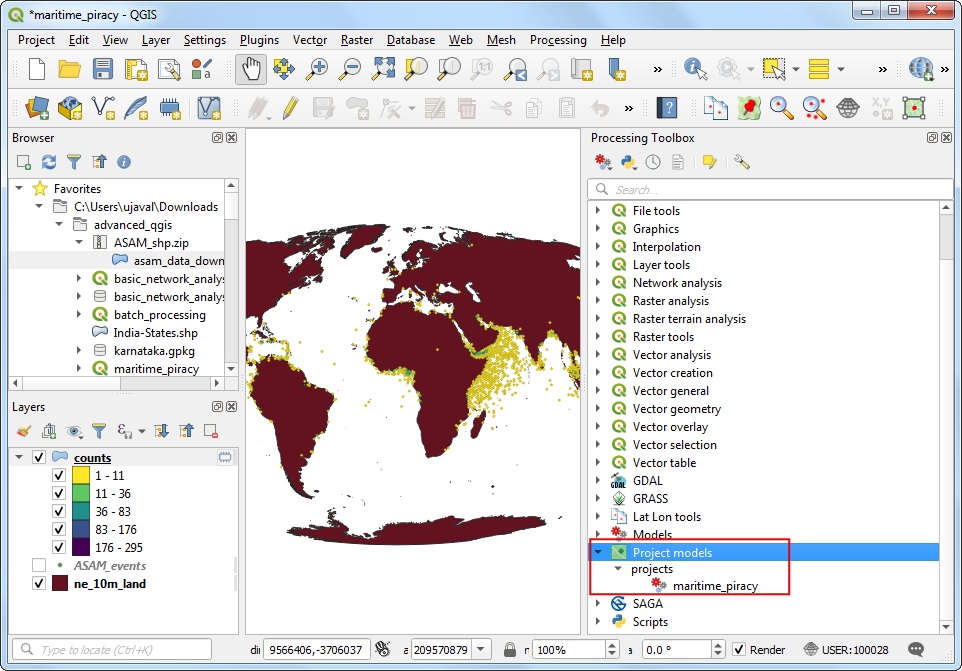 *maritime_piracy - QGIS
Project Edit View Layer Settings Plugins Vector Raster Database Web Mesh Processing Help
Browser
Favorites
C:\Users\ujaval\Downloads
advanced_qgis
ASAM_shp.zip
asam_data_down
basic_network_analys
basic_network_analys
batch_processing
India-States.shp
karnataka.gpkg
maritime_piracy
Layers
counts
1 - 11
11 - 36
36 - 83
83 - 176
176 - 295
ASAM_events
ne_10m_land
Processing Toolbox
Search...
File tools
Graphics
Interpolation
Layer tools
Network analysis
Raster analysis
Raster terrain analysis
Raster tools
Vector analysis
Vector creation
Vector general
Vector geometry
Vector overlay
Vector selection
Vector table
GDAL
GRASS
Lat Lon tools
Models
Project models
projects
maritime_piracy
SAGA
Scripts
Type to locate (Ctrl+K) 9566406,-3706037 a 209570879 100% a 0.0 ° Render USER:100028